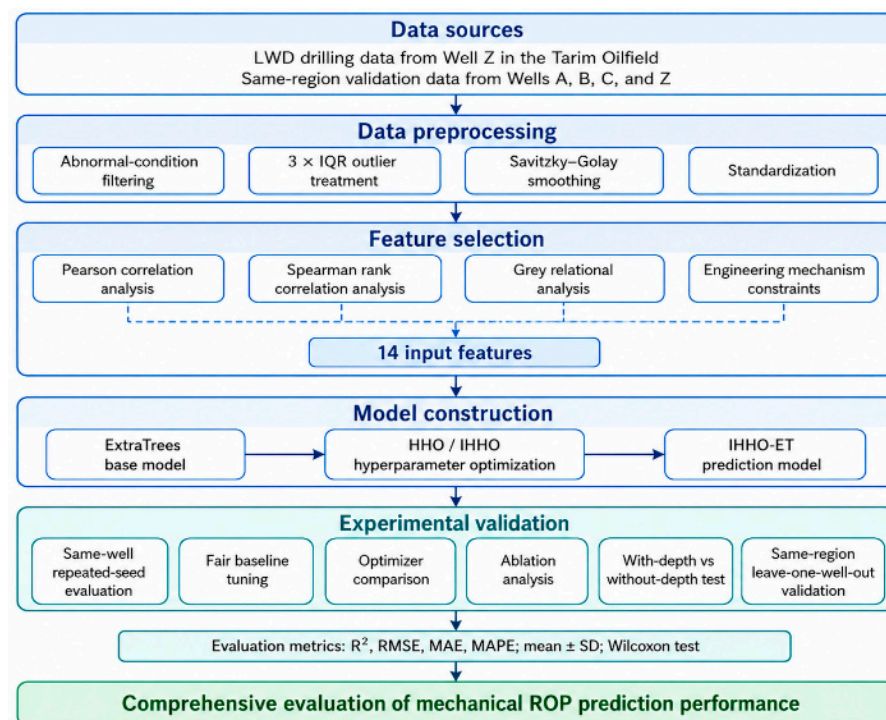 Data sources
LWD drilling data from Well Z in the Tarim Oilfield
Same-region validation data from Wells A, B, C, and Z
Data preprocessing
Abnormal-condition
filtering
3 × IQR outlier
treatment
Savitzky–Golay
smoothing
Standardization
Feature selection
Pearson correlation
analysis
Spearman rank
correlation analysis
Grey relational
analysis
Engineering mechanism
constraints
14 input features
Model construction
ExtraTrees
base model
HHO / IHHO
hyperparameter optimization
IHHO-ET
prediction model
Experimental validation
Same-well
repeated-seed
evaluation
Fair baseline
tuning
Optimizer
comparison
Ablation
analysis
With-depth vs
without-depth test
Same-region
leave-one-well-out
validation
Evaluation metrics: R², RMSE, MAE, MAPE; mean ± SD; Wilcoxon test
Comprehensive evaluation of mechanical ROP prediction performance